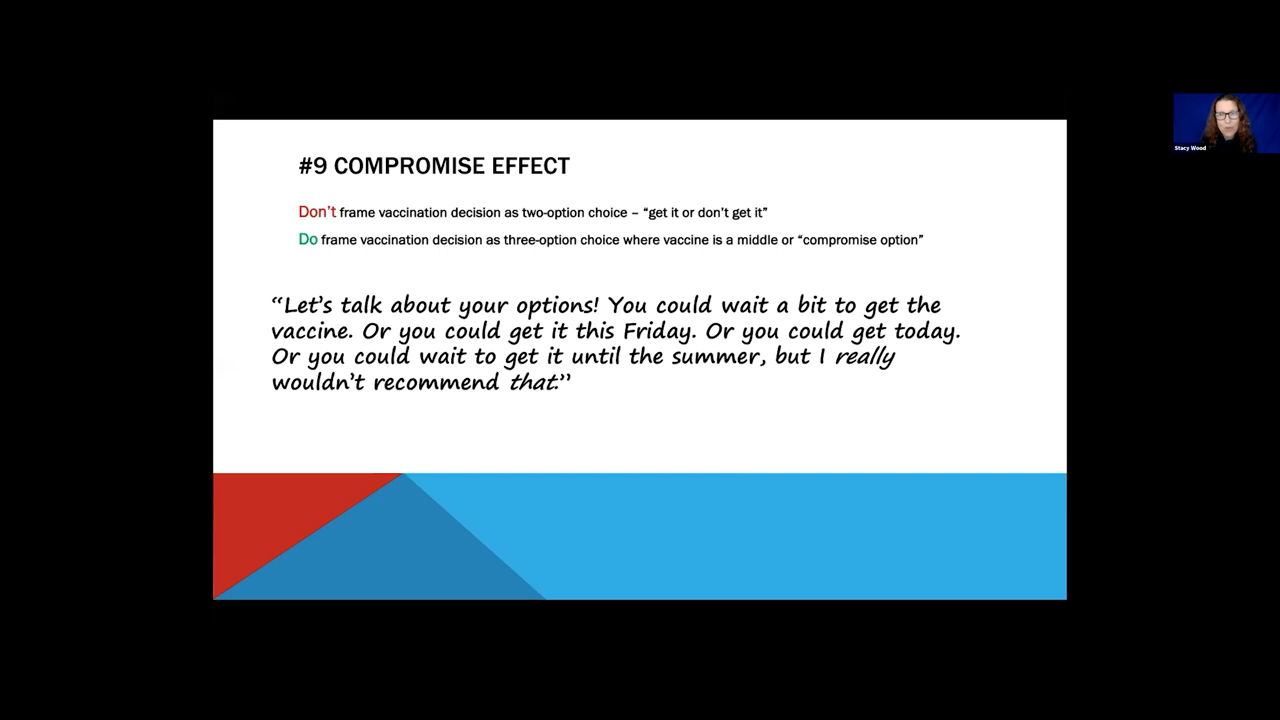 #9 COMPROMISE EFFECT
Don't frame vaccination decision as two-option choice – “get it or don't get it”
Do frame vaccination decision as three-option choice where vaccine is a middle or “compromise option”
“Let's talk about your options! You could wait a bit to get the
vaccine. Or you could get it this Friday. Or you could get today.
Or you could wait to get it until the summer, but I really
wouldn't recommend that.”
Stacy Wood